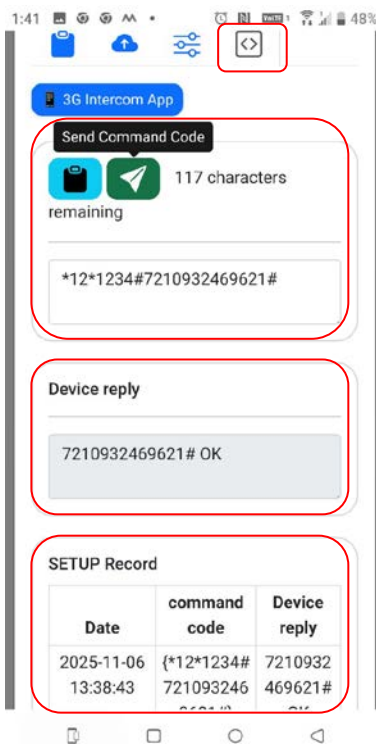 1:41
48%
3G Intercom App
Send Command Code
117 characters
remaining
*12*1234#7210932469621#
Device reply
7210932469621# OK
SETUP Record
Date
command
code
Device
reply
2025-11-06
13:38:43
{*12*1234#
721093246
7210932
469621#